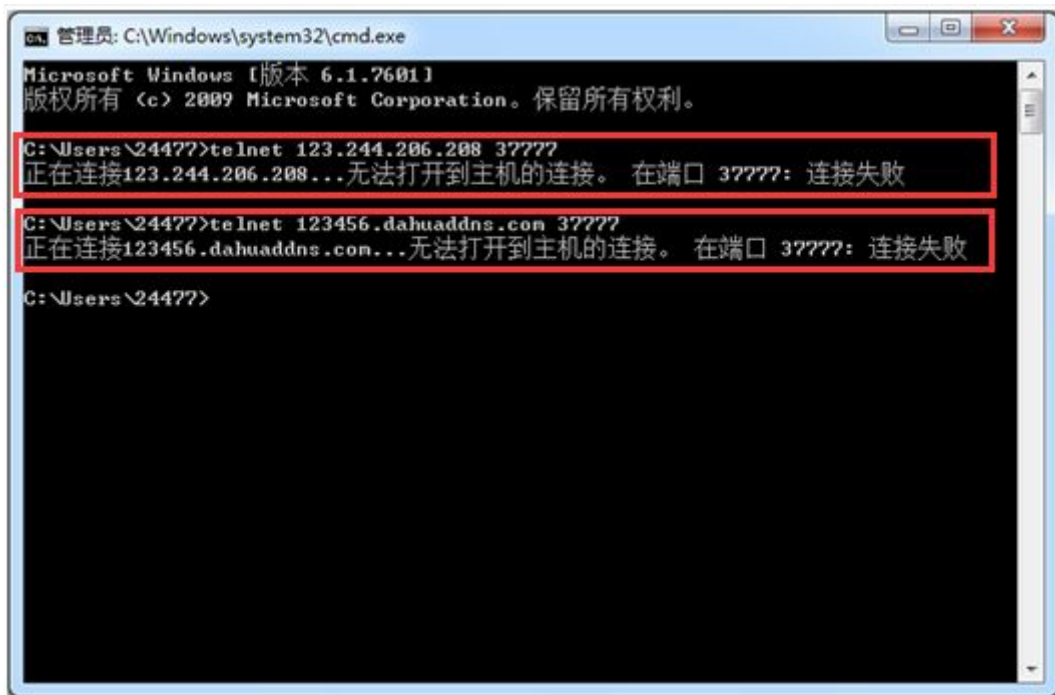 管理员: C:\Windows\system32\cmd.exe
Microsoft Windows [版本 6.1.7601]
版权所有 (c) 2009 Microsoft Corporation。保留所有权利。
C:\Users\24477>telnet 123.244.206.208 37777
正在连接123.244.206.208...无法打开到主机的连接。 在端口 37777: 连接失败
C:\Users\24477>telnet 123456.dahuaddns.com 37777
正在连接123456.dahuaddns.com...无法打开到主机的连接。 在端口 37777: 连接失败
C:\Users\24477>